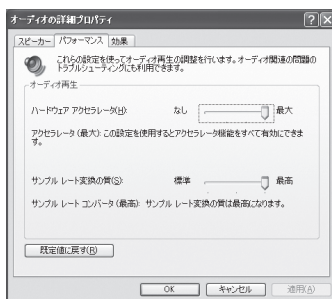 オーディオの詳細プロパティ
スピーカー パフォーマンス 効果
これらの設定を使ってオーディオ再生の調整を行います。オーディオ関連の問題の
トラブルシューティングにも利用できます。
オーディオ再生
ハードウェア アクセラレータ(H): なし 最大
アクセラレータ (最大): この設定を使用するとアクセラレータ機能をすべて有効にできま
す。
サンプル レート変換の質(S): 標準 最高
サンプル レート コンバータ (最高): サンプル レート変換の質は最高になります。
既定値に戻す(R)
OK キャンセル 適用(A)